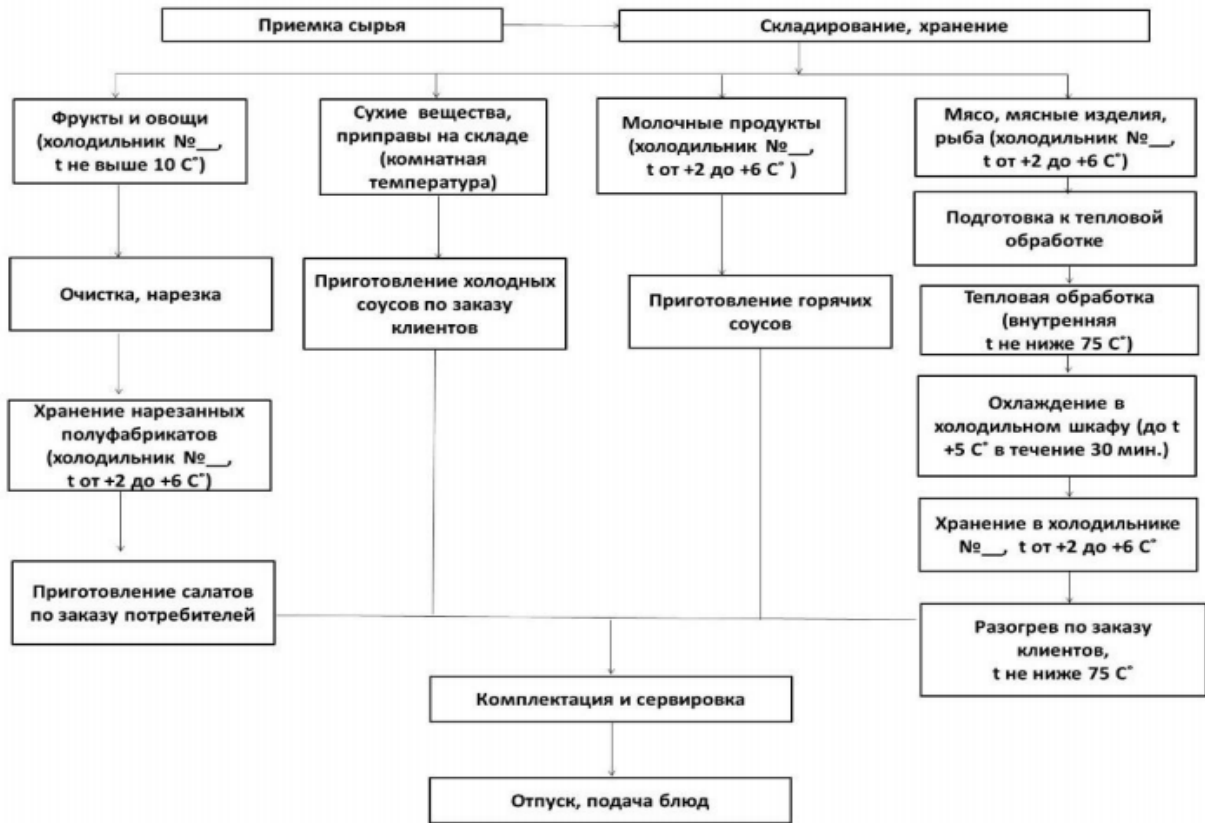 Приемка сырья
Складирование, хранение
Фрукты и овощи
(холодильник №__,
t не выше 10 С˚)
Сухие вещества,
приправы на складе
(комнатная
температура)
Молочные продукты
(холодильник №__,
t от +2 до +6 С˚ )
Мясо, мясные изделия,
рыба (холодильник №__,
t от +2 до +6 С˚)
Подготовка к тепловой
обработке
Очистка, нарезка
Приготовление холодных
соусов по заказу
клиентов
Приготовление горячих
соусов
Тепловая обработка
(внутренняя
t не ниже 75 С˚)
Хранение нарезанных
полуфабрикатов
(холодильник №__,
t от +2 до +6 С˚)
Охлаждение в
холодильном шкафу (до t
+5 С˚ в течение 30 мин.)
Хранение в холодильнике
№__, t от +2 до +6 С˚
Приготовление салатов
по заказу потребителей
Разогрев по заказу
клиентов,
t не ниже 75 С˚
Комплектация и сервировка
Отпуск, подача блюд